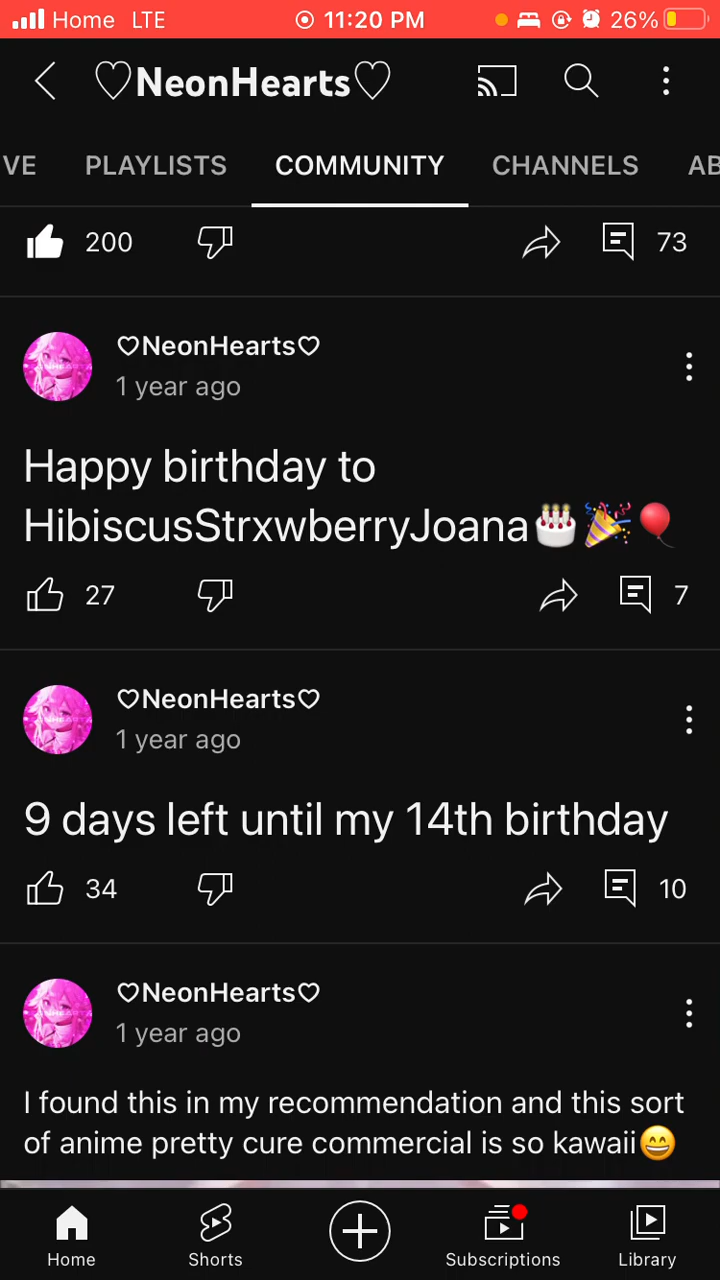 Home LTE 11:20 PM 26%
♡NeonHearts♡
VE PLAYLISTS COMMUNITY CHANNELS AB
200 73
♡NeonHearts♡
1 year ago
Happy birthday to
HibiscusStrxwberryJoana🎂🎉🎈
27 7
♡NeonHearts♡
1 year ago
9 days left until my 14th birthday
34 10
♡NeonHearts♡
1 year ago
I found this in my recommendation and this sort
of anime pretty cure commercial is so kawaii😄
Home Shorts Subscriptions Library